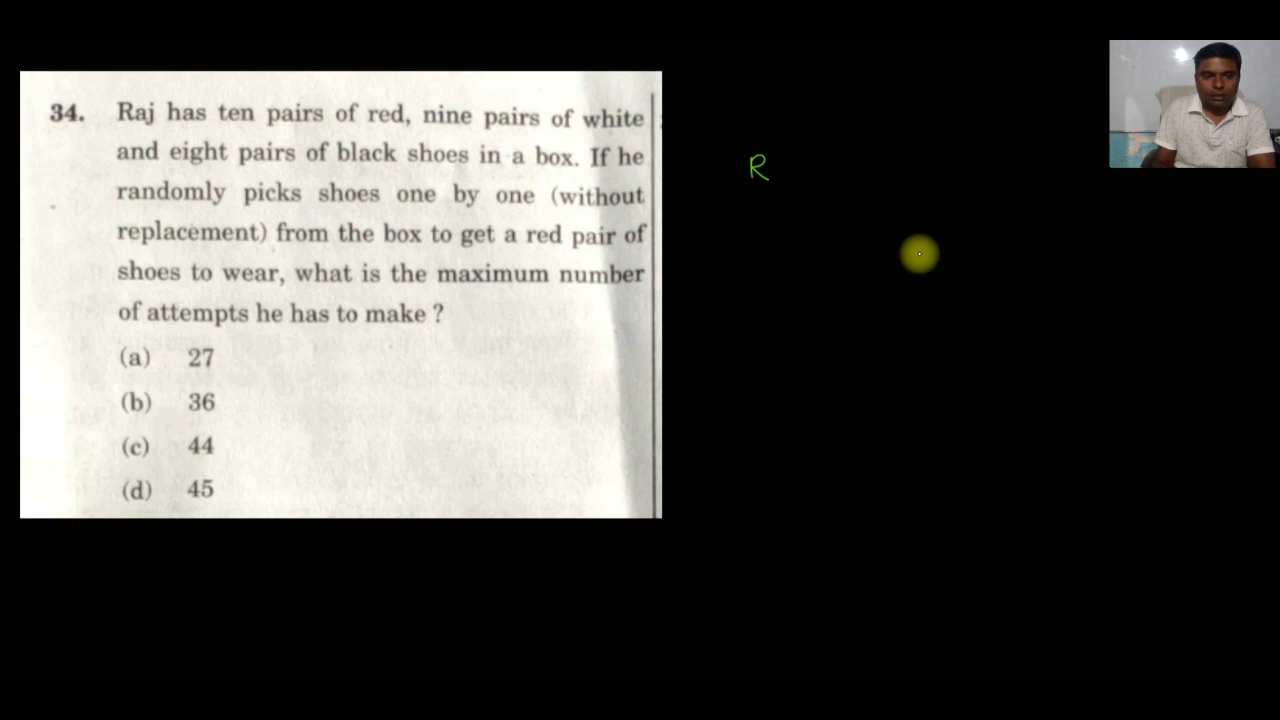 34. Raj has ten pairs of red, nine pairs of white
and eight pairs of black shoes in a box. If he
randomly picks shoes one by one (without
replacement) from the box to get a red pair of
shoes to wear, what is the maximum number
of attempts he has to make ?
(a) 27
(b) 36
(c) 44
(d) 45
R